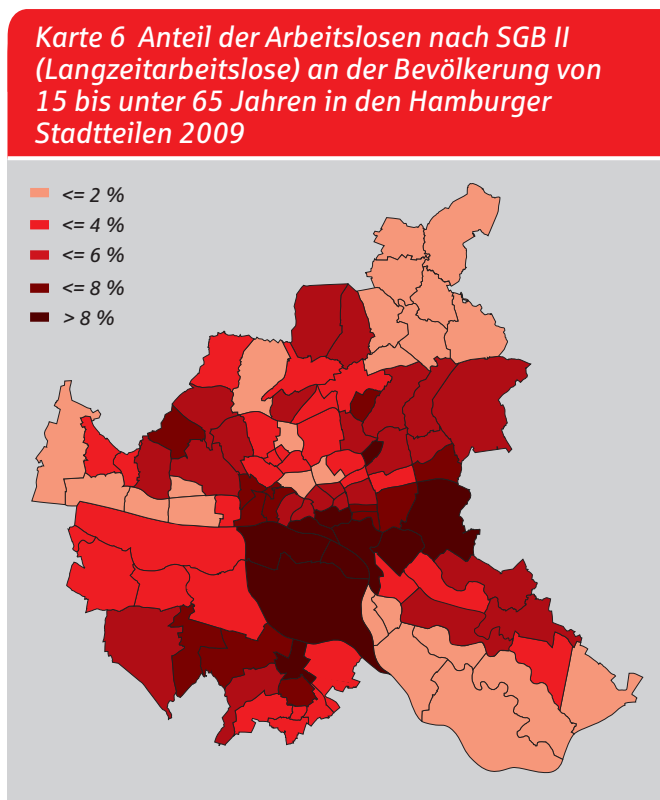 Karte 6 Anteil der Arbeitslosen nach SGB II
(Langzeitarbeitslose) an der Bevölkerung von
15 bis unter 65 Jahren in den Hamburger
Stadtteilen 2009
<= 2 %
<= 4 %
<= 6 %
<= 8 %
> 8 %